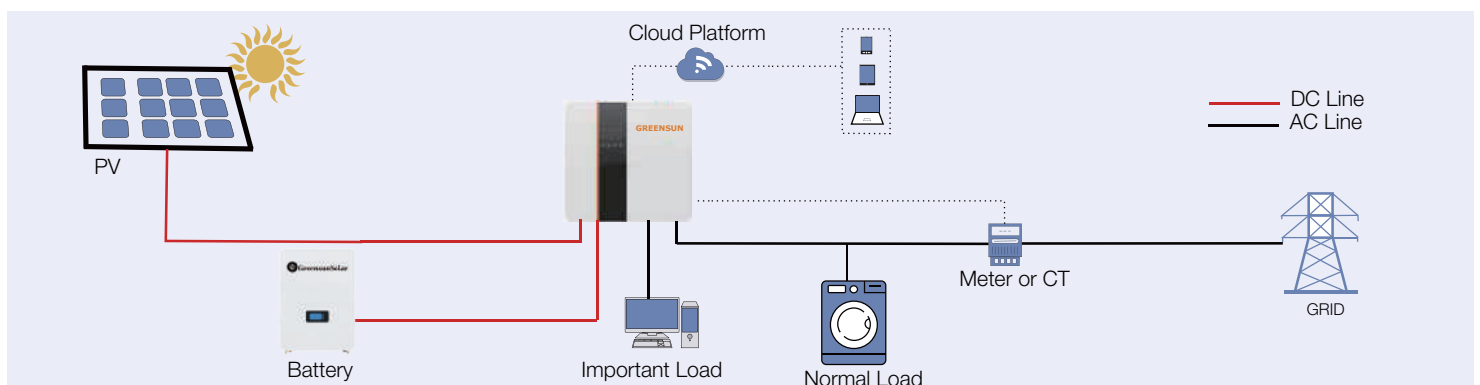 Cloud Platform
GREENSUN
DC Line
AC Line
PV
GreensunSolar
Meter or CT
GRID
Battery
Important Load
Normal Load